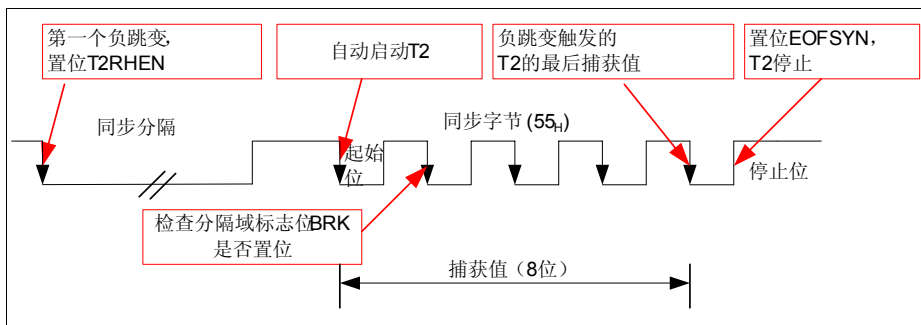 第一个负跳变,
置位T2RHEN
自动启动T2
负跳变触发的
T2的最后捕获值
置位EOFSYN,
T2停止
同步分隔
同步字节(55H)
起始
位
停止位
检查分隔域标志位BRK
是否置位
捕获值（8位）